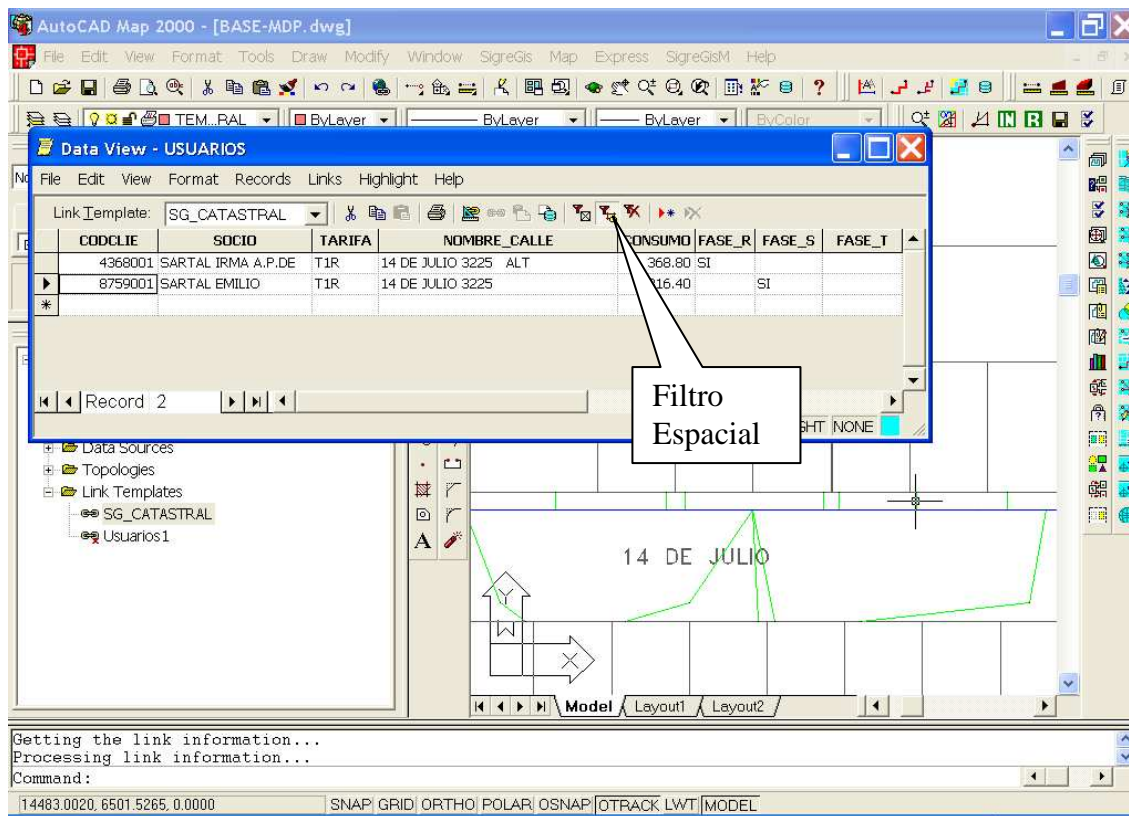 AutoCAD Map 2000 - [BASE-MDP.dwg]
File Edit View Format Tools Draw Modify Window SigreGis Map Express SigreGisM Help
TEM...RAL ByLayer ByLayer ByLayer ByColor
Data View - USUARIOS
File Edit View Format Records Links Highlight Help
Link Template: SG_CATASTRAL
CODCLIE SOCIO TARIFA NOMBRE_CALLE CONSUMO FASE_R FASE_S FASE_T
4368001 SARTAL IRMA A.P.DE T1R 14 DE JULIO 3225 ALT 368.80 SI
8759001 SARTAL EMILIO T1R 14 DE JULIO 3225 316.40 SI
Record 2
Filtro
Espacial
NONE
Data Sources
Topologies
Link Templates
SG_CATASTRAL
Usuarios1
A
14 DE JULIO
Y
W
X
Model Layout1 Layout2
Getting the link information...
Processing link information...
Command:
14483.0020, 6501.5265, 0.0000 SNAP GRID ORTHO POLAR OSNAP OTRACK LWT MODEL